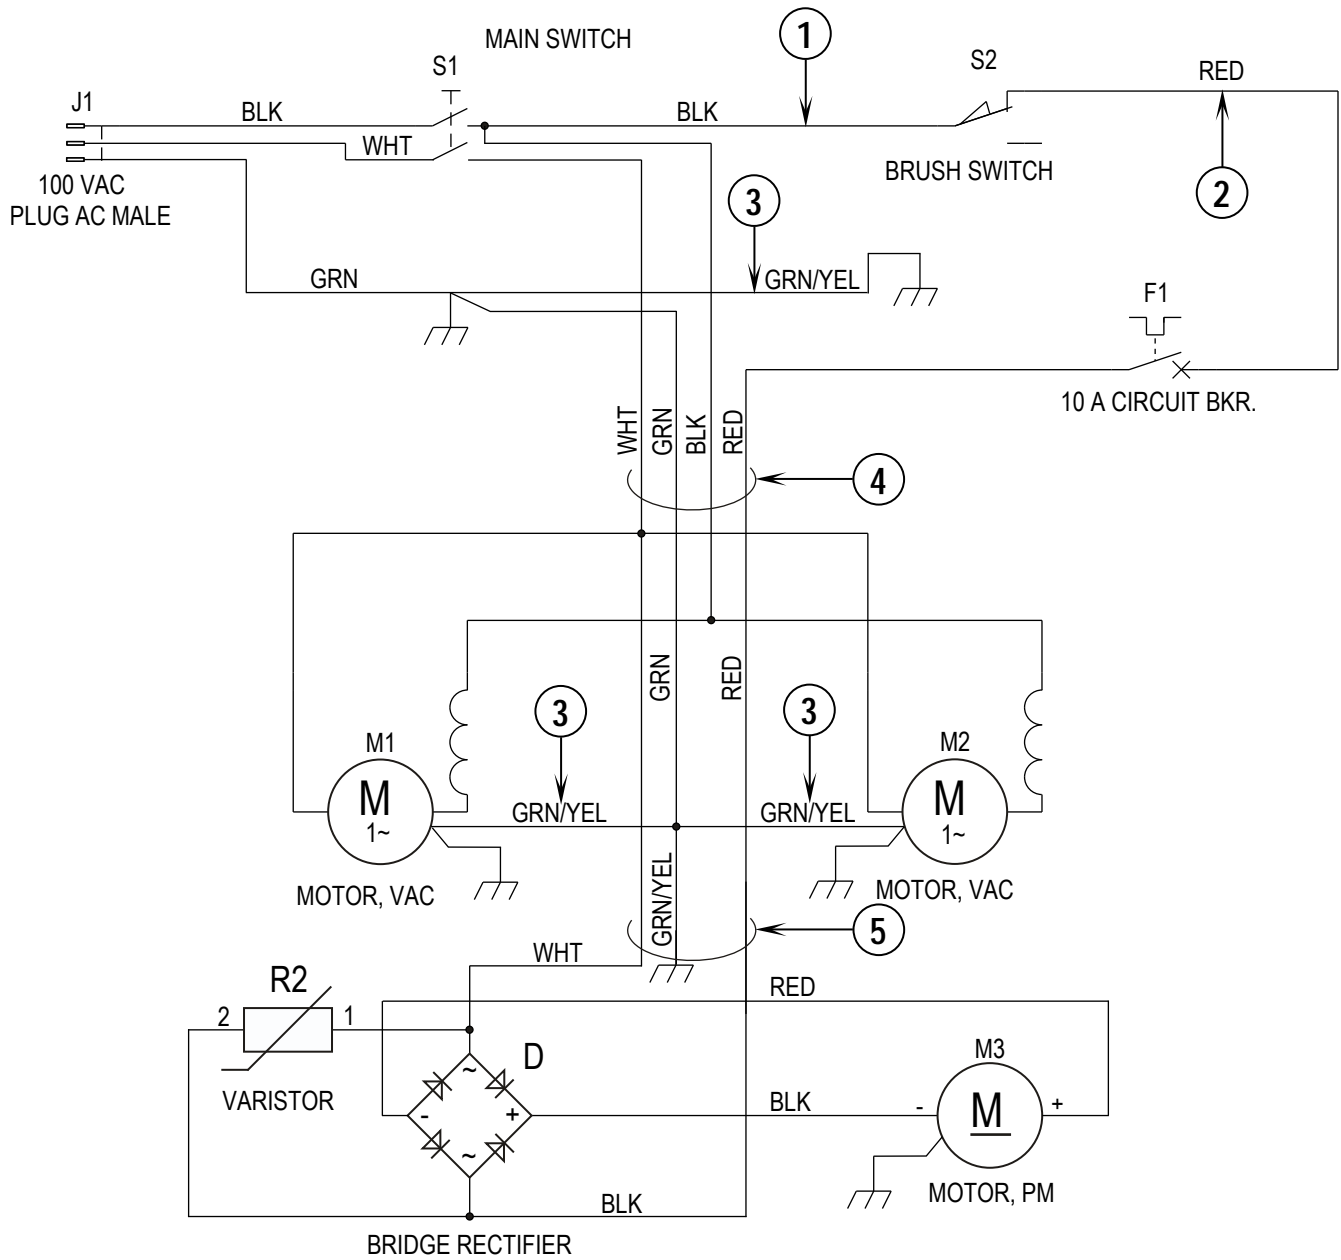 MAIN SWITCH
1
S1
S2
RED
J1
BLK
BLK
WHT
BRUSH SWITCH
100 VAC
PLUG AC MALE
3
2
GRN
GRN/YEL
F1
10 A CIRCUIT BKR.
WHT
GRN
BLK
RED
4
GRN
RED
3
3
M1
M2
M
1~
M
1~
GRN/YEL
GRN/YEL
MOTOR, VAC
MOTOR, VAC
GRN/YEL
5
WHT
R2
RED
2
1
D
M3
~
VARISTOR
-
+
BLK
-
M
+
~
MOTOR, PM
BLK
BRIDGE RECTIFIER